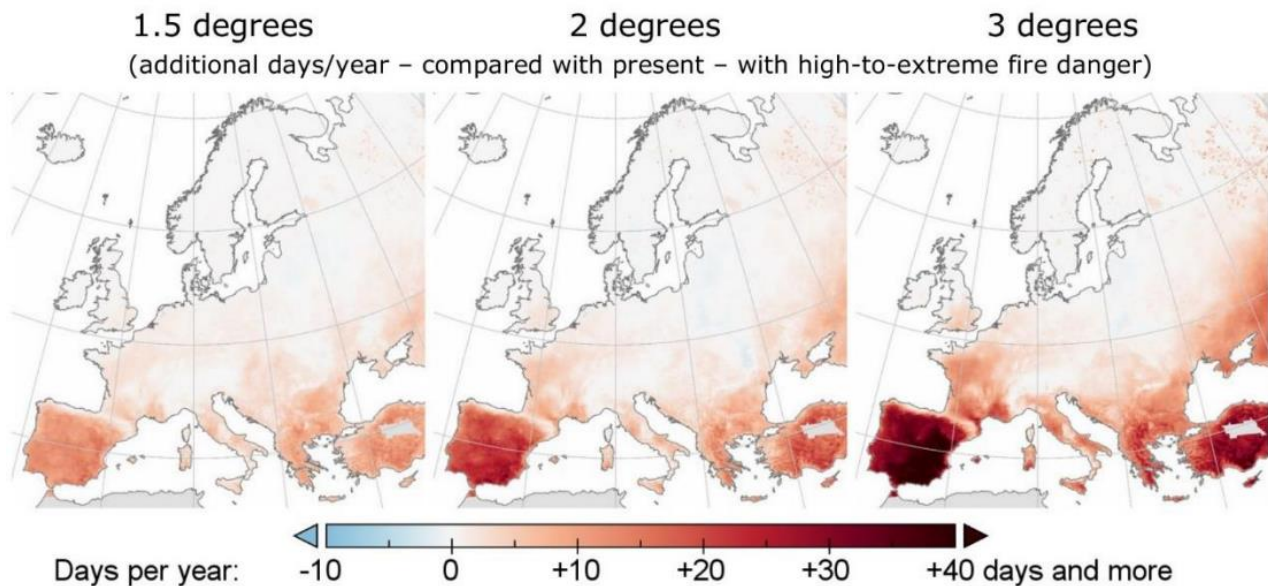 1.5 degrees 2 degrees 3 degrees
(additional days/year – compared with present – with high-to-extreme fire danger)
Days per year: -10 0 +10 +20 +30 +40 days and more